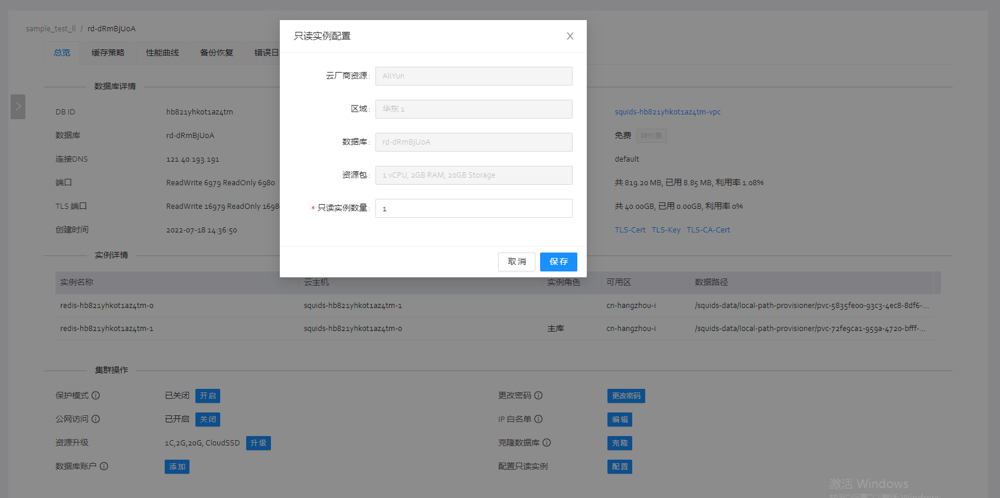 sample_test_ll / rd-dRmBjUoA
总览 缓存策略 性能曲线 备份恢复 错误日
数据库详情
DB ID hb821yhkot1az4tm squids-hb821yhkot1az4tm-vpc
数据库 rd-dRmBjUoA 免费 转付费
连接DNS 121.40.193.191 default
端口 ReadWrite 6979 ReadOnly 6980 共 819.20 MB, 已用 8.85 MB, 利用率 1.08%
TLS 端口 ReadWrite 16979 ReadOnly 1698 共 40.00GB, 已用 0.00GB, 利用率 0%
创建时间 2022-07-18 14:36:50 TLS-Cert TLS-Key TLS-CA-Cert
只读实例配置
云厂商资源: AliYun
区域: 华东 1
数据库: rd-dRmBjUoA
资源包: 1 vCPU, 2GB RAM, 20GB Storage
* 只读实例数量: 1
取消 保存
实例详情
实例名称 云主机 实例角色 可用区 数据路径
redis-hb821yhkot1az4tm-0 squids-hb821yhkot1az4tm-1 cn-hangzhou-i /squids-data/local-path-provisioner/pvc-5835fe00-93c3-4ec8-8df6-...
redis-hb821yhkot1az4tm-1 squids-hb821yhkot1az4tm-0 主库 cn-hangzhou-i /squids-data/local-path-provisioner/pvc-72fe9ca1-959a-4720-bfff-...
集群操作
保护模式 已关闭 开启 更改密码 更改密码
公网访问 已开启 关闭 IP 白名单 编辑
资源升级 1C,2G,20G, CloudSSD 升级 克隆数据库 克隆
数据库账户 添加 配置只读实例 配置
激活 Windows
转到"设置"以激活 Windows